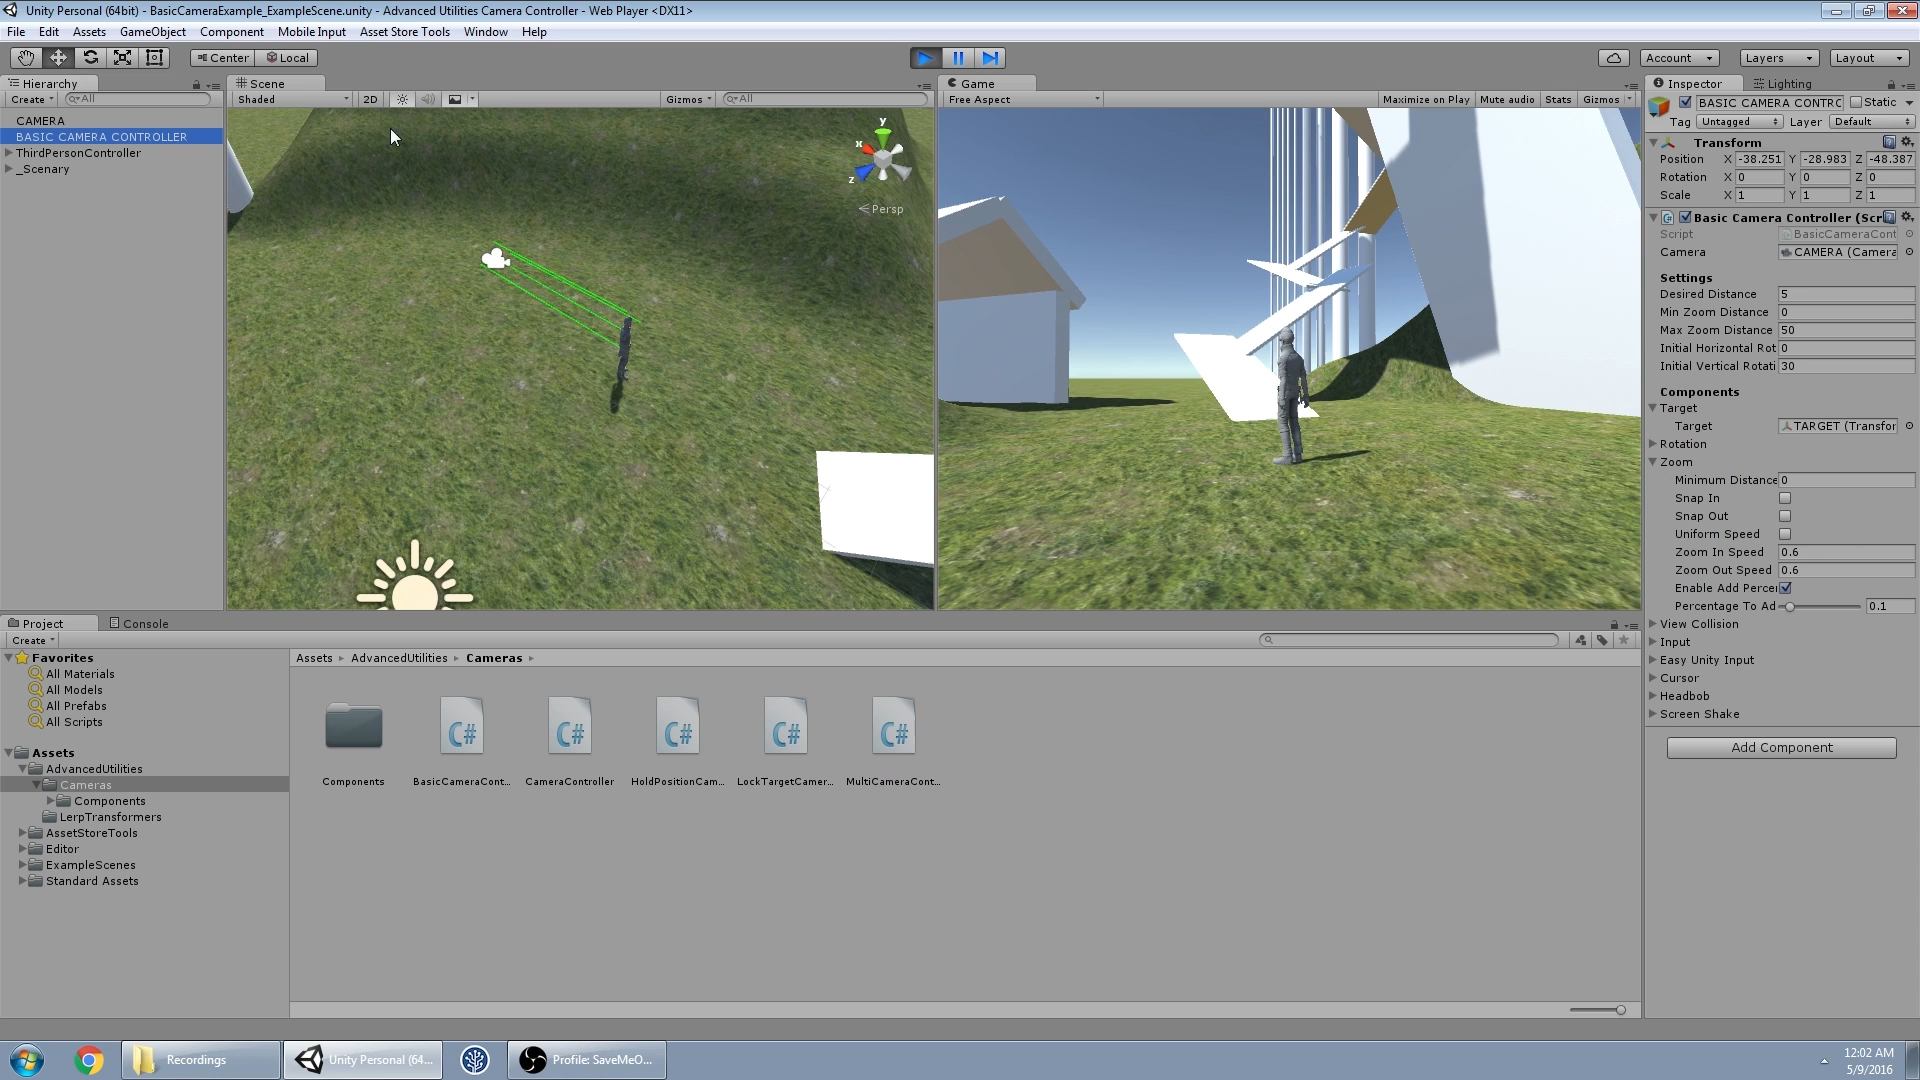 Unity Personal (64bit) - BasicCameraExample_ExampleScene.unity - Advanced Utilities Camera Controller - Web Player <DX11>
File Edit Assets GameObject Component Mobile Input Asset Store Tools Window Help
Center Local Account Layers Layout
Hierarchy
Create All
CAMERA
BASIC CAMERA CONTROLLER
ThirdPersonController
_Scenary
Scene
Shaded 2D Gizmos All
y
x
z
Persp
Game
Free Aspect Maximize on Play Mute audio Stats Gizmos
Inspector Lighting
BASIC CAMERA CONTRC Static
Tag Untagged Layer Default
Transform
Position X -38.251 Y -28.983 Z -48.387
Rotation X 0 Y 0 Z 0
Scale X 1 Y 1 Z 1
Basic Camera Controller (Scr
Script BasicCameraCont
Camera CAMERA (Camera
Settings
Desired Distance 5
Min Zoom Distance 0
Max Zoom Distance 50
Initial Horizontal Rot 0
Initial Vertical Rotati 30
Components
Target
Target TARGET (Transfor
Rotation
Zoom
Minimum Distance 0
Snap In
Snap Out
Uniform Speed
Zoom In Speed 0.6
Zoom Out Speed 0.6
Enable Add Percer
Percentage To Ad 0.1
View Collision
Input
Easy Unity Input
Cursor
Headbob
Screen Shake
Add Component
Project Console
Create
Favorites
All Materials
All Models
All Prefabs
All Scripts
Assets
AdvancedUtilities
Cameras
Components
LerpTransformers
AssetStoreTools
Editor
ExampleScenes
Standard Assets
Assets AdvancedUtilities Cameras
C# C# C# C# C#
Components BasicCameraCont... CameraController HoldPositionCam... LockTargetCamer... MultiCameraCont...
Recordings Unity Personal (64... Profile: SaveMeO...
12:02 AM
5/9/2016